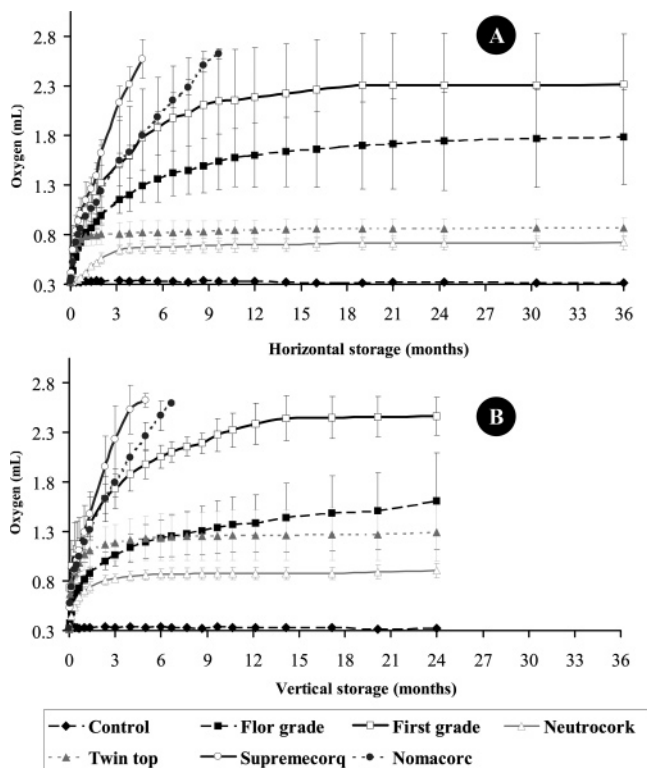 A
Oxygen (mL)
2.8
2.3
1.8
1.3
0.8
0.3
0 3 6 9 12 15 18 21 24 27 30 33 36
Horizontal storage (months)
B
Oxygen (mL)
2.8
2.3
1.8
1.3
0.8
0.3
0 3 6 9 12 15 18 21 24 27 30 33 36
Vertical storage (months)
Control Flor grade First grade Neutrocork
Twin top Supremecorq Nomacorc